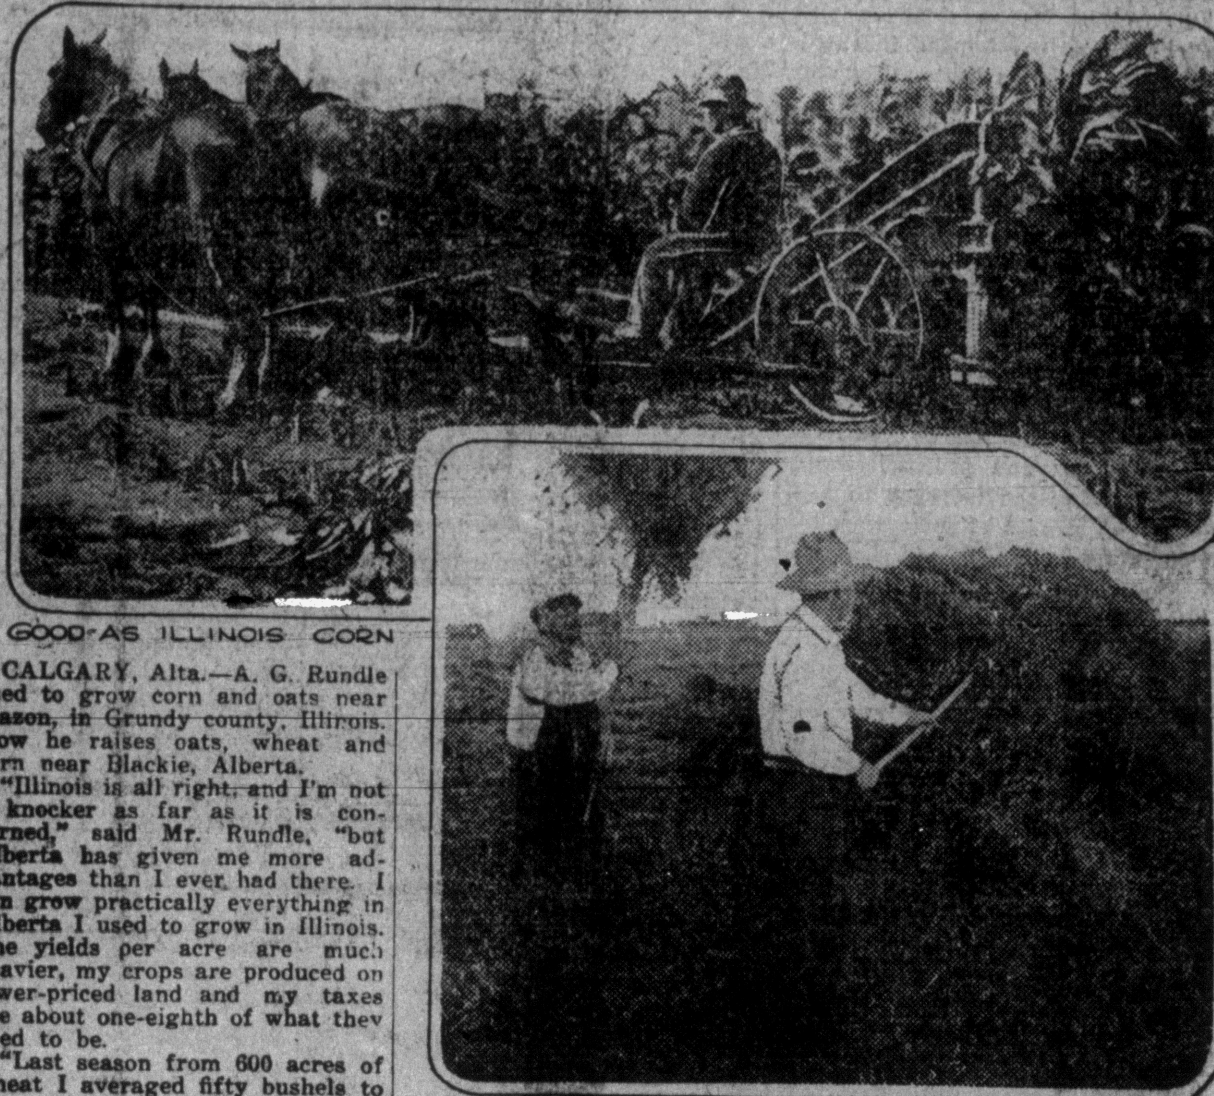 GOOD-AS ILLINOIS CORN
CALGARY, Alta.—A. G. Rundle
ed to grow corn and oats near
azon, in Grundy county, Illinois.
ow he raises oats, wheat and
rn near Blackie, Alberta.
"Illinois is all right, and I'm not
knocker as far as it is con-
rned," said Mr. Rundle, "but
lberta has given me more ad-
ntages than I ever had there. I
n grow practically everything in
lberta I used to grow in Illinois.
he yields per acre are much
avier, my crops are produced on
wer-priced land and my taxes
e about one-eighth of what they
ed to be.
"Last season from 600 acres of
heat I averaged fifty bushels to